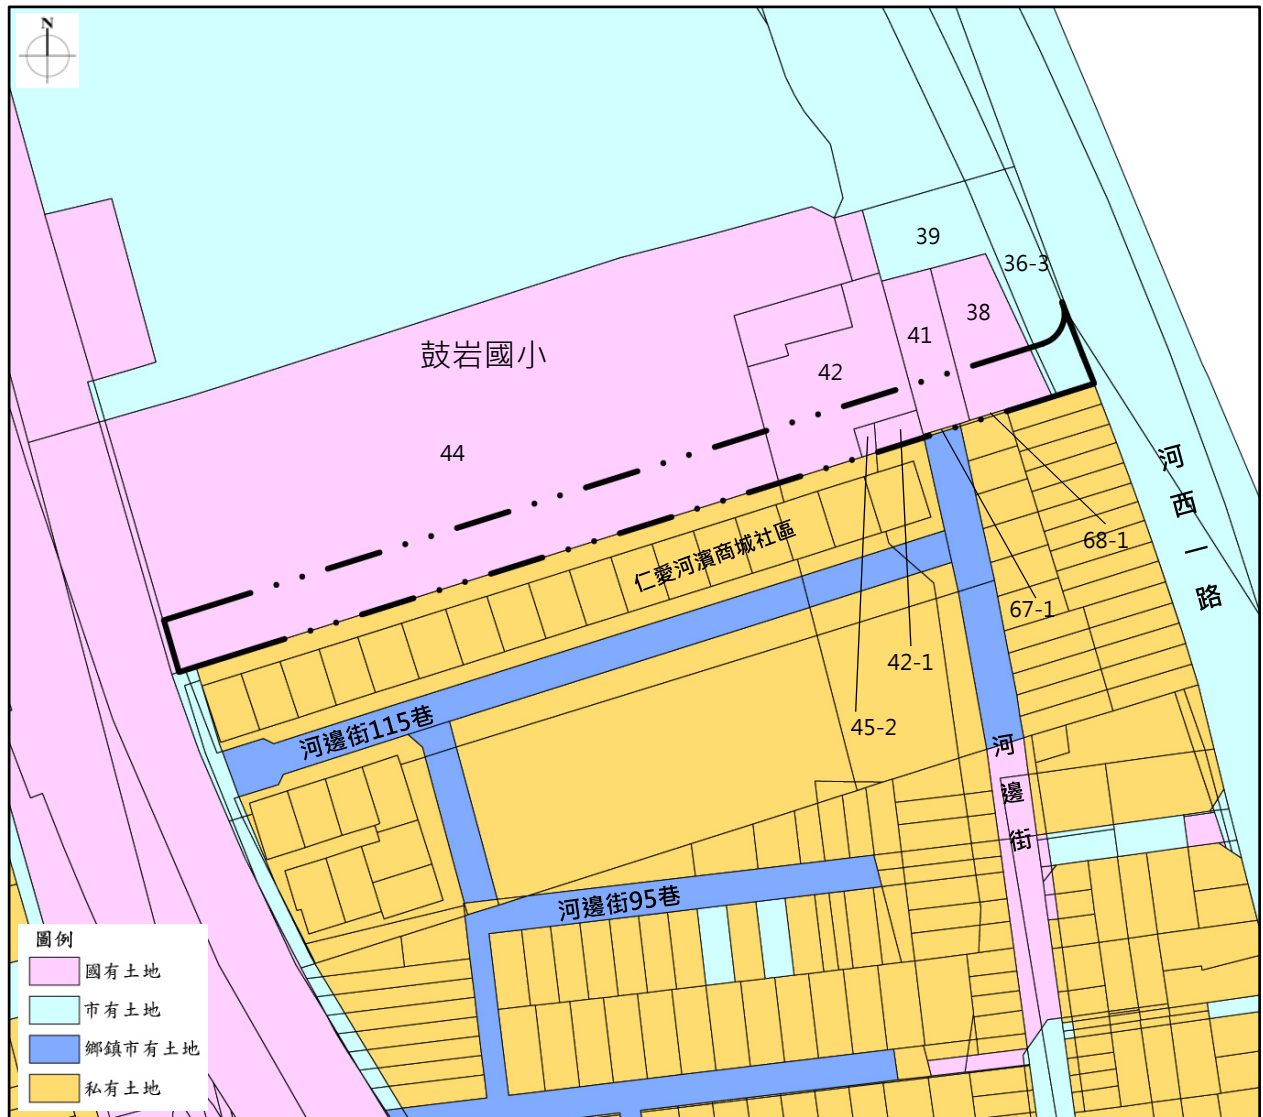 N
39
36-3
38
41
鼓岩國小
42
44
河西一路
仁愛河濱商城社區
68-1
67-1
42-1
45-2
河邊街115巷
河邊街
河邊街95巷
圖例
國有土地
市有土地
鄉鎮市有土地
私有土地